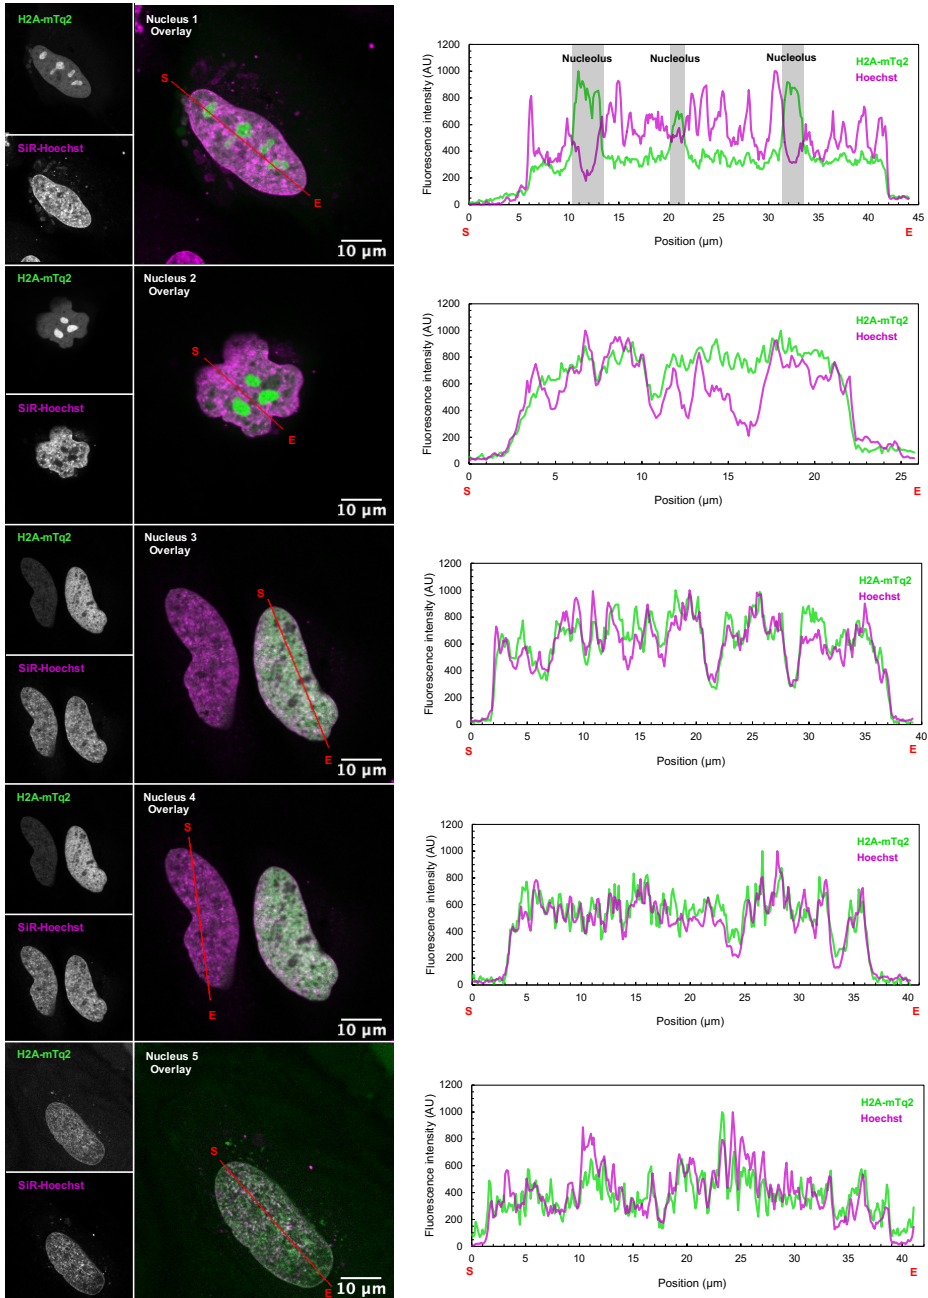 H2A-mTq2
SiR-Hoechst
Nucleus 1
Overlay
S
E
10 µm
Fluorescence intensity (AU)
1200
1000
800
600
400
200
0
Nucleolus
Nucleolus
Nucleolus
H2A-mTq2
Hoechst
0 5 10 15 20 25 30 35 40 45
S E
Position (µm)
H2A-mTq2
SiR-Hoechst
Nucleus 2
Overlay
S
E
10 µm
Fluorescence intensity (AU)
1200
1000
800
600
400
200
0
H2A-mTq2
Hoechst
0 5 10 15 20 25
S E
Position (µm)
H2A-mTq2
SiR-Hoechst
Nucleus 3
Overlay
S
E
10 µm
Fluorescence intensity (AU)
1200
1000
800
600
400
200
0
H2A-mTq2
Hoechst
0 5 10 15 20 25 30 35 40
S E
Position (µm)
H2A-mTq2
SiR-Hoechst
Nucleus 4
Overlay
S
E
10 µm
Fluorescence intensity (AU)
1200
1000
800
600
400
200
0
H2A-mTq2
Hoechst
0 5 10 15 20 25 30 35 40
S E
Position (µm)
H2A-mTq2
SiR-Hoechst
Nucleus 5
Overlay
S
E
10 µm
Fluorescence intensity (AU)
1200
1000
800
600
400
200
0
H2A-mTq2
Hoechst
0 5 10 15 20 25 30 35 40
S E
Position (µm)